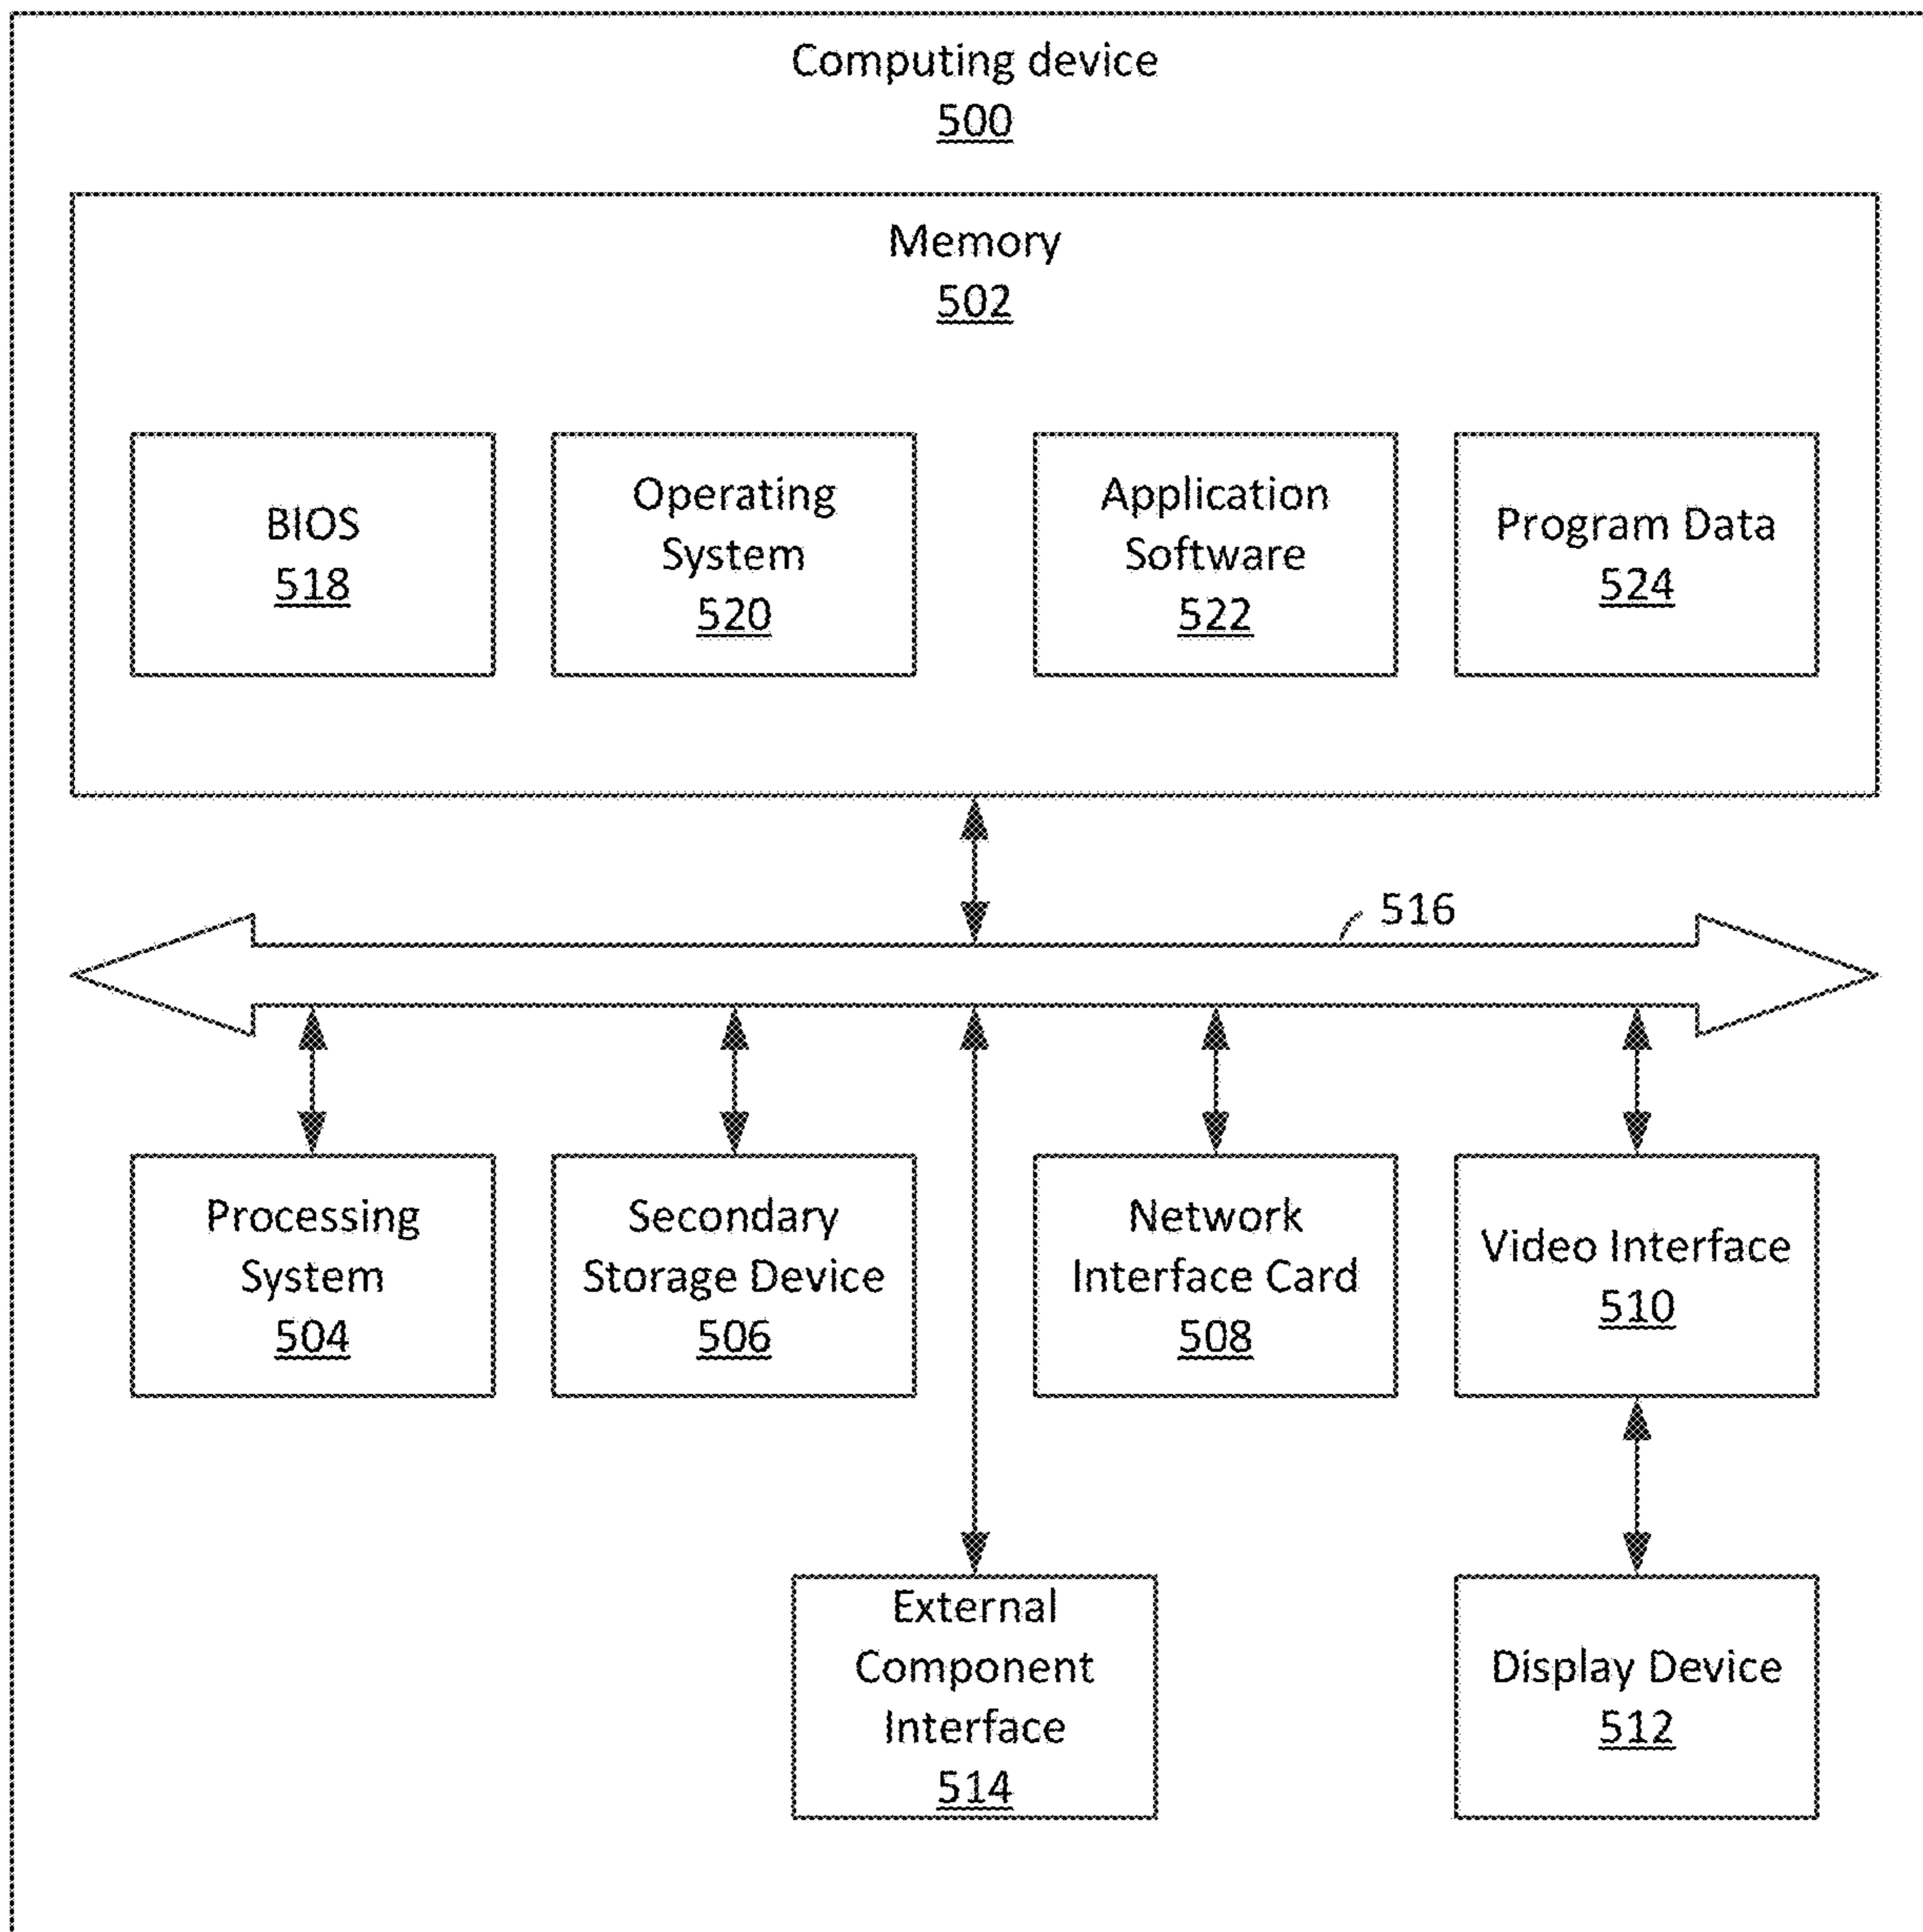 Computing device
500
Memory
502
BIOS
518
Operating
System
520
Application
Software
522
Program Data
524
516
Processing
System
504
Secondary
Storage Device
506
Network
Interface Card
508
Video Interface
510
External
Component
Interface
514
Display Device
512